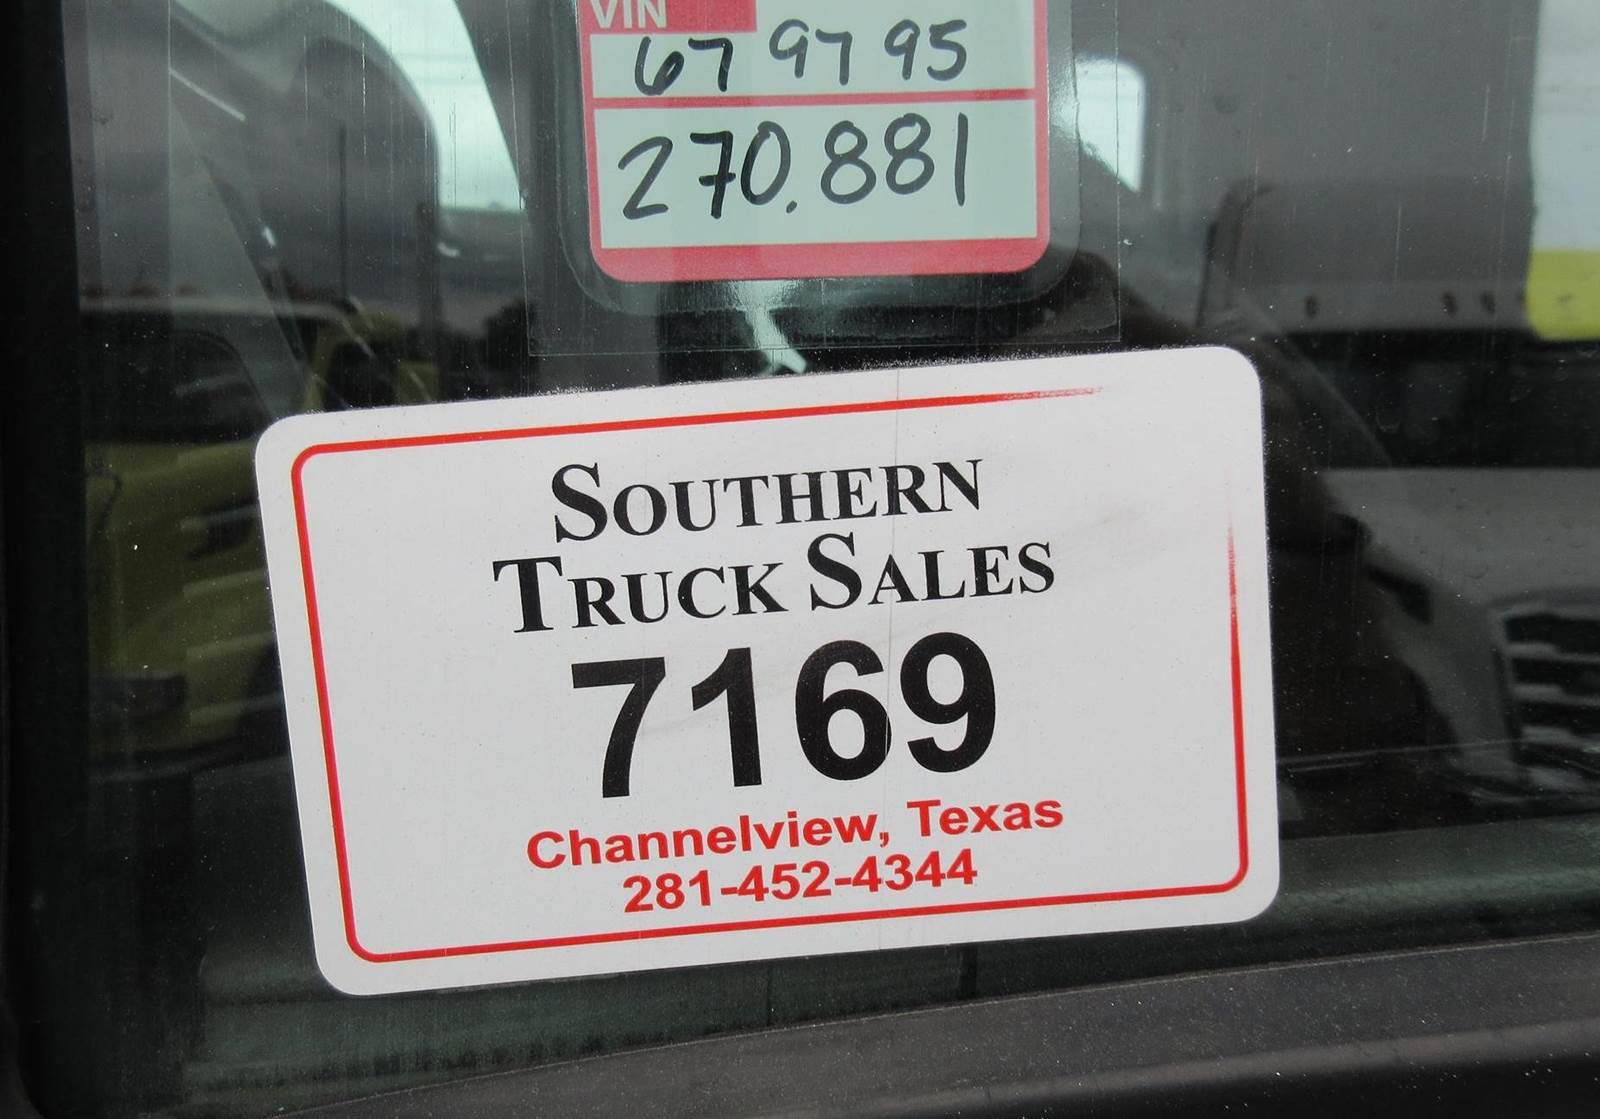 VIN
67 97 95
270.881
SOUTHERN
TRUCK SALES
7169
Channelview, Texas
281-452-4344